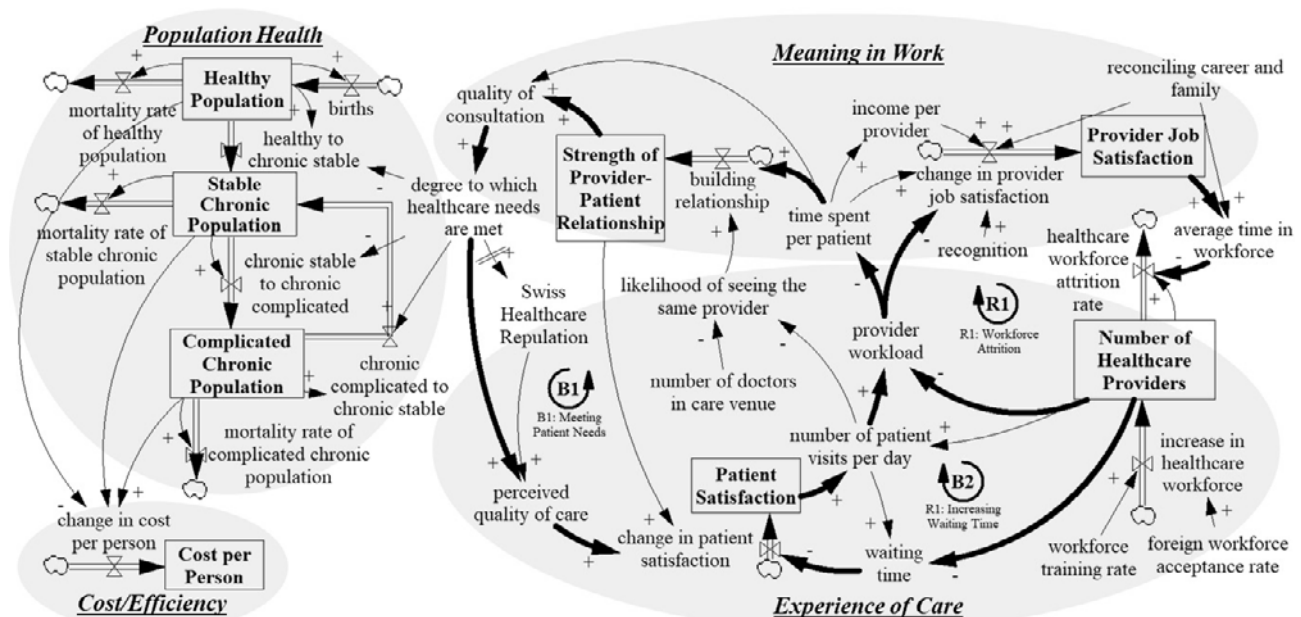 Population Health
Healthy
Population
mortality rate
of healthy
population
births
healthy to
chronic stable
Stable
Chronic
Population
mortality rate of
stable chronic
population
chronic stable
to chronic
complicated
Complicated
Chronic
Population
chronic
complicated to
chronic stable
mortality rate of
complicated chronic
population
change in cost
per person
Cost per
Person
Cost/Efficiency
Meaning in Work
quality of
consultation
degree to which
healthcare needs
are met
Strength of
Provider-
Patient
Relationship
building
relationship
time spent
per patient
income per
provider
reconciling career and
family
change in provider
job satisfaction
recognition
Provider Job
Satisfaction
average time in
workforce
healthcare
workforce
attrition
rate
Swiss
Healthcare
Reputation
likelihood of seeing the
same provider
number of doctors
in care venue
provider
workload
R1
R1: Workforce
Attrition
Number of
Healthcare
Providers
B1
B1: Meeting
Patient Needs
number of patient
visits per day
B2
R1: Increasing
Waiting Time
Patient
Satisfaction
perceived
quality of care
change in patient
satisfaction
waiting
time
increase in
healthcare
workforce
workforce
training rate
foreign workforce
acceptance rate
Experience of Care